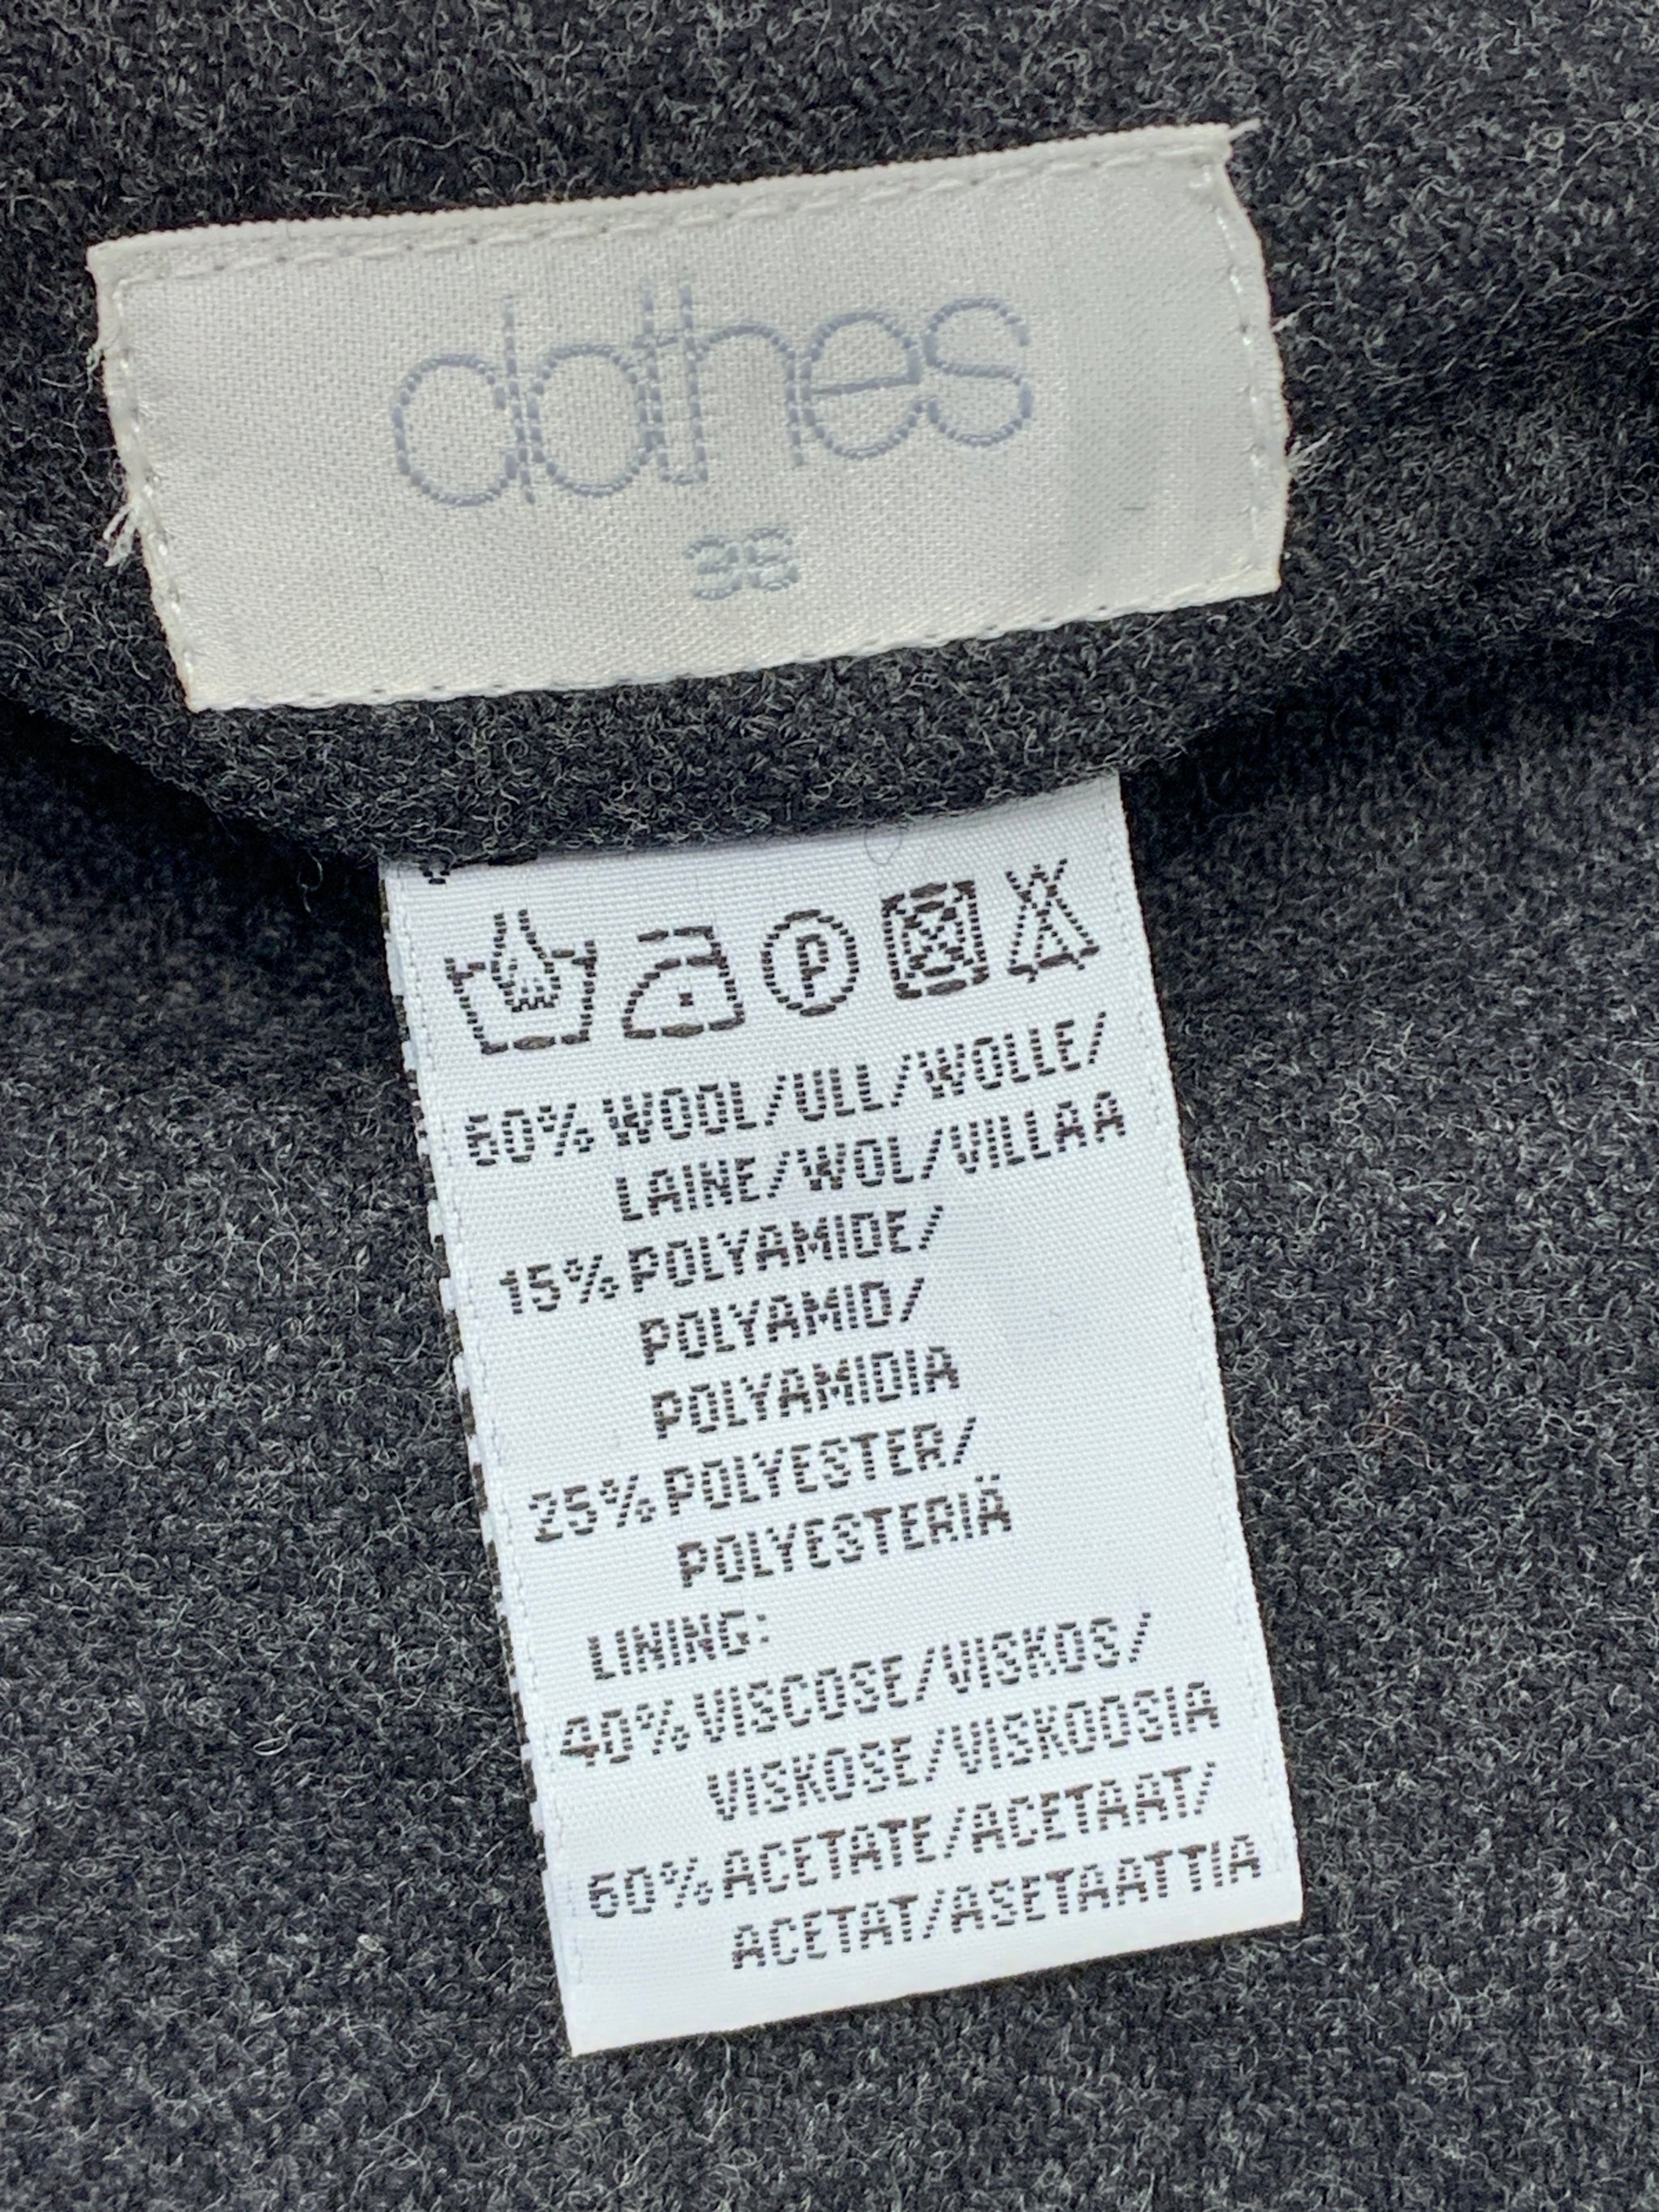 clothes
38
P
60% WOOL/ULL/WOLLE/
LAINE/WOL/VILLAA
15% POLYAMIDE/
POLYAMID/
POLYAMIDIA
25% POLYESTER/
POLYESTERIÄ
LINING:
40% VISCOSE/VISKOS/
VISKOSE/VISKOOSIA
60% ACETATE/ACETAAT/
ACETAT/ASETAATTIA